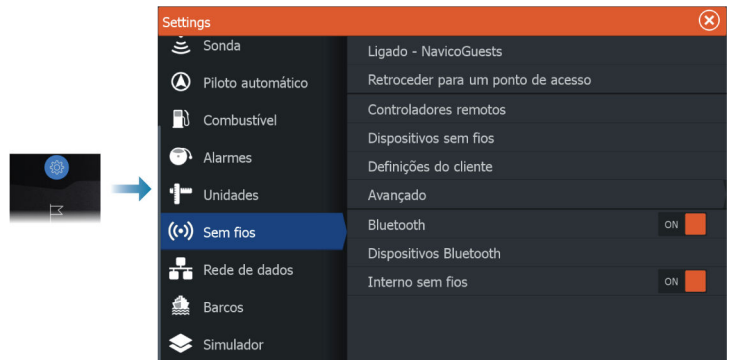 Settings
Sonda
Piloto automático
Combustível
Alarmes
Unidades
Sem fios
Rede de dados
Barcos
Simulador
Ligado - NavicoGuests
Retroceder para um ponto de acesso
Controladores remotos
Dispositivos sem fios
Definições do cliente
Avançado
Bluetooth ON
Dispositivos Bluetooth
Interno sem fios ON